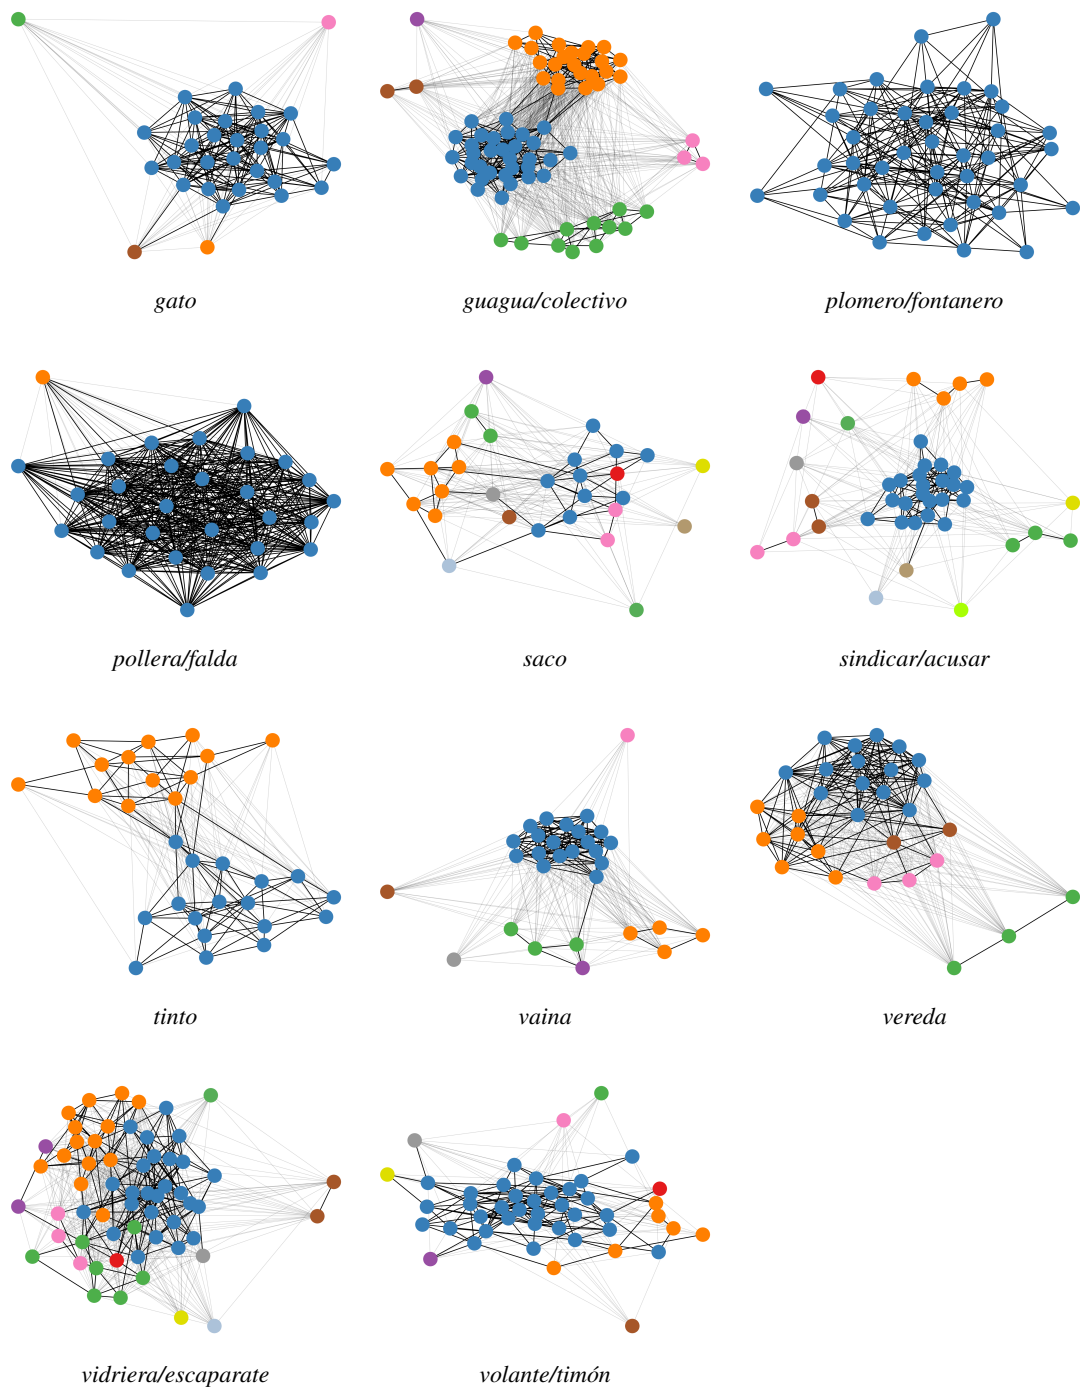 gato
guagua/colectivo
plomero/fontanero
pollera/falda
saco
sindicar/acusar
tinto
vaina
vereda
vidriera/escaparate
volante/timón